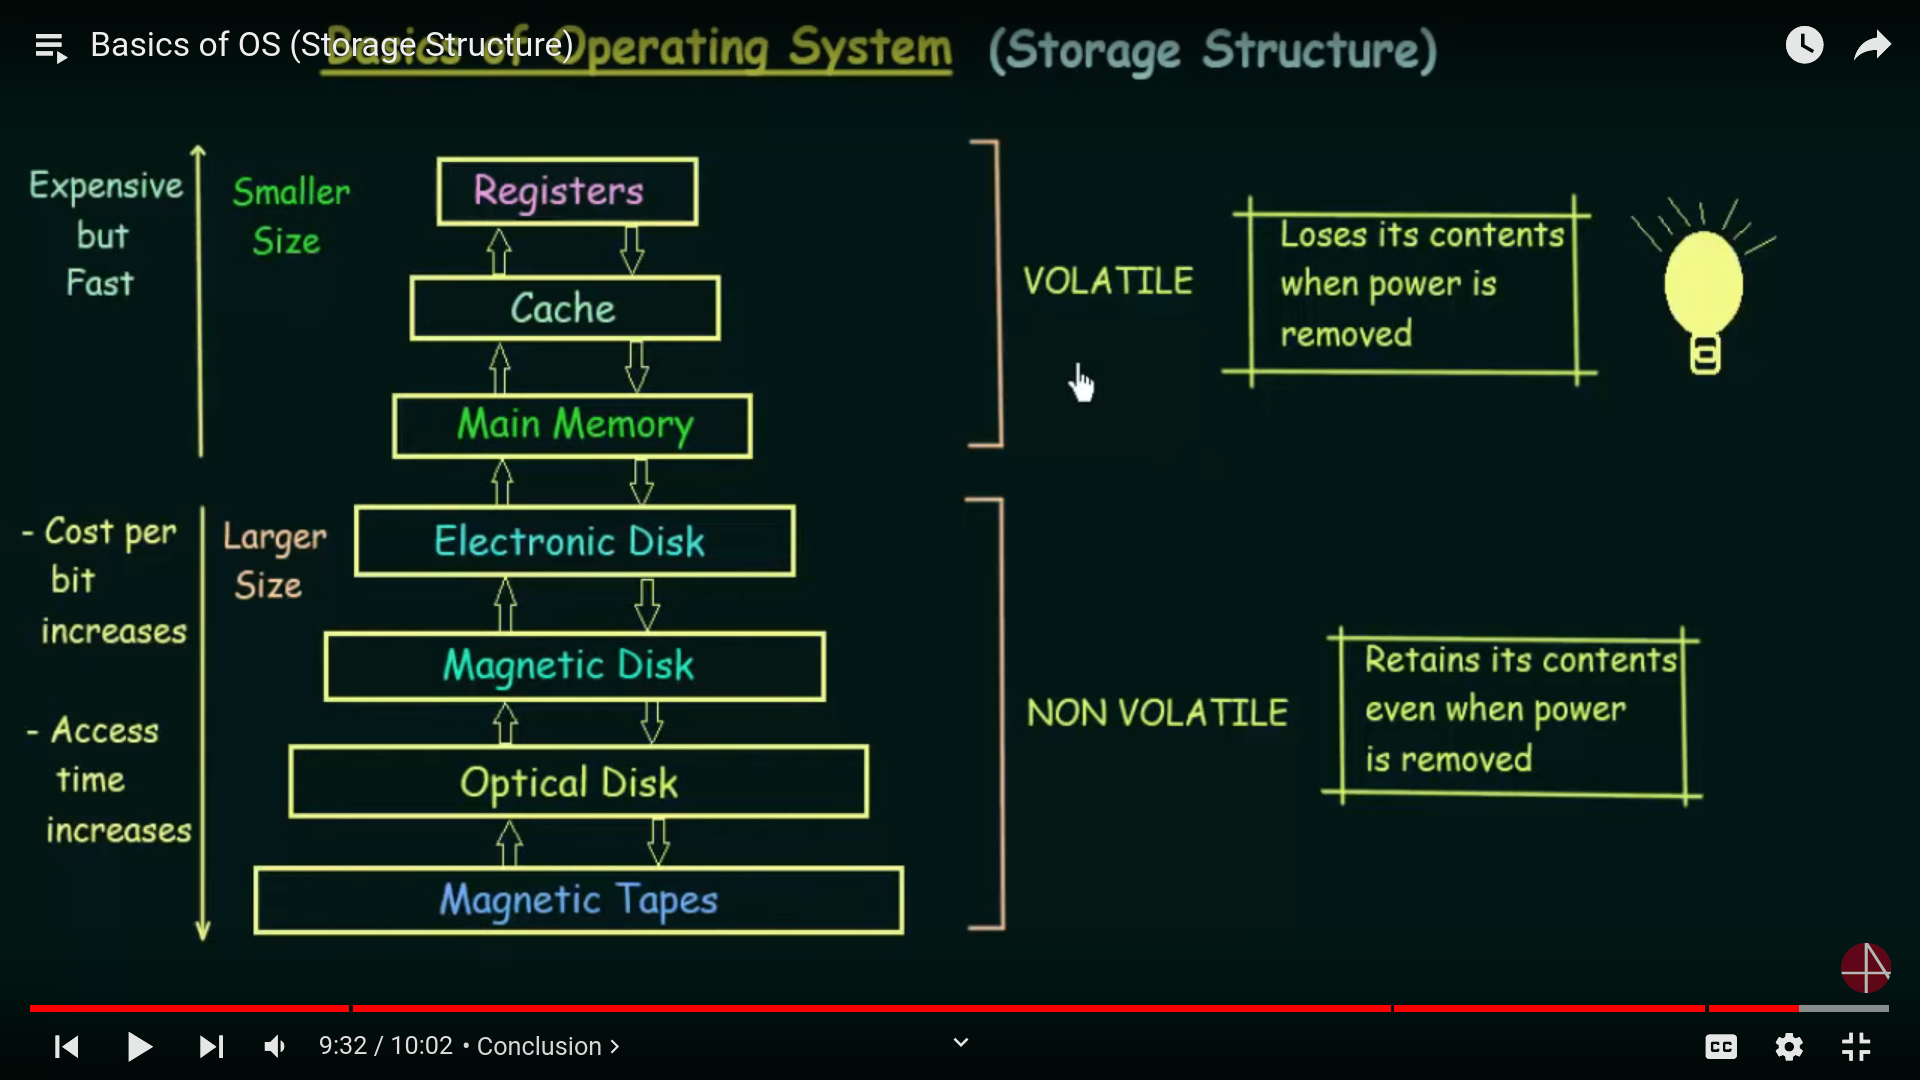 Basics of OS (Storage Structure)
Basics of Operating System (Storage Structure)
Expensive
but
Fast
Smaller
Size
Registers
Cache
Main Memory
VOLATILE
Loses its contents
when power is
removed
- Cost per
bit
increases
- Access
time
increases
Larger
Size
Electronic Disk
Magnetic Disk
Optical Disk
Magnetic Tapes
NON VOLATILE
Retains its contents
even when power
is removed
9:32 / 10:02 • Conclusion >
CC